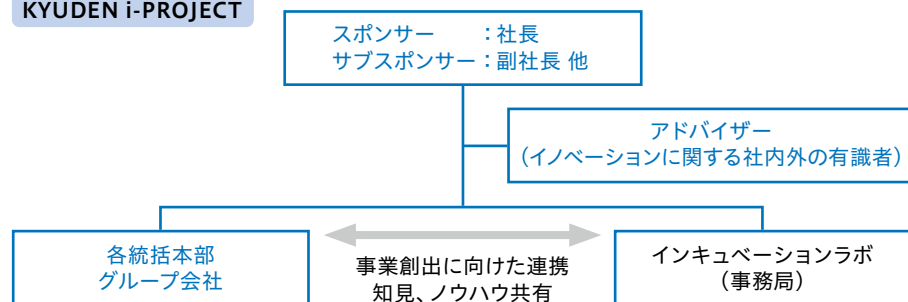 KYUDEN i-PROJECT
スポンサー　　：社長
サブスポンサー：副社長 他
アドバイザー
（イノベーションに関する社内外の有識者）
各統括本部
グループ会社
事業創出に向けた連携
知見、ノウハウ共有
インキュベーションラボ
（事務局）